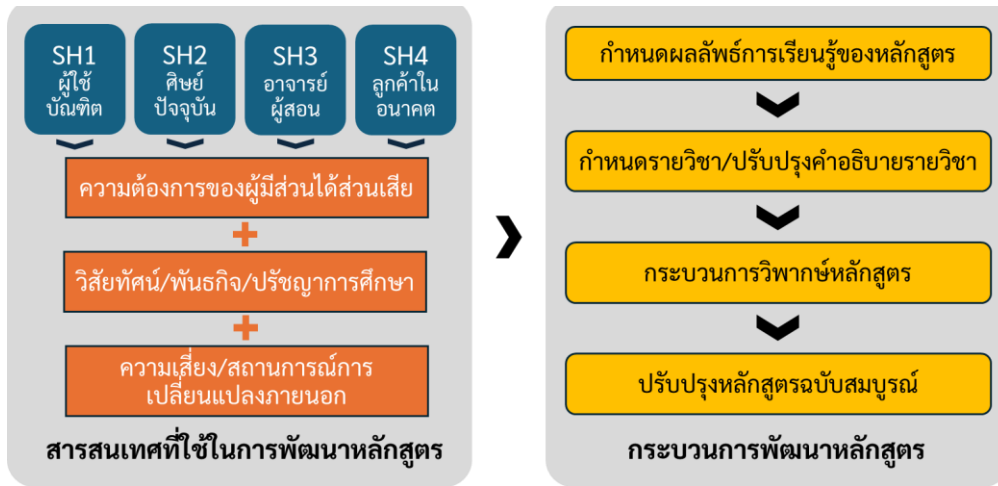 SH1
ผู้ใช้
บัณฑิต
SH2
ศิษย์
ปัจจุบัน
SH3
อาจารย์
ผู้สอน
SH4
ลูกค้าใน
อนาคต
ความต้องการของผู้มีส่วนได้ส่วนเสีย
+
วิสัยทัศน์/พันธกิจ/ปรัชญาการศึกษา
+
ความเสี่ยง/สถานการณ์การ
เปลี่ยนแปลงภายนอก
สารสนเทศที่ใช้ในการพัฒนาหลักสูตร
กำหนดผลลัพธ์การเรียนรู้ของหลักสูตร
กำหนดรายวิชา/ปรับปรุงคำอธิบายรายวิชา
กระบวนการวิพากษ์หลักสูตร
ปรับปรุงหลักสูตรฉบับสมบูรณ์
กระบวนการพัฒนาหลักสูตร